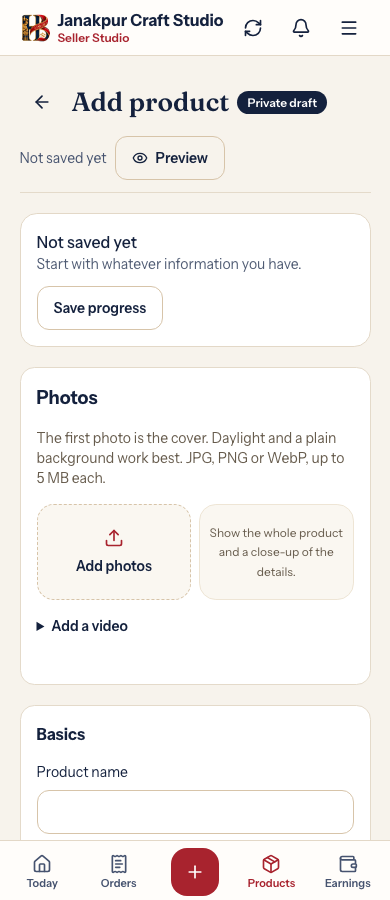 Janakpur Craft Studio
Seller Studio
Add product
Private draft
Not saved yet
Preview
Not saved yet
Start with whatever information you have.
Save progress
Photos
The first photo is the cover. Daylight and a plain
background work best. JPG, PNG or WebP, up to
5 MB each.
Add photos
Show the whole product
and a close-up of the
details.
Add a video
Basics
Product name
Today
Orders
Products
Earnings